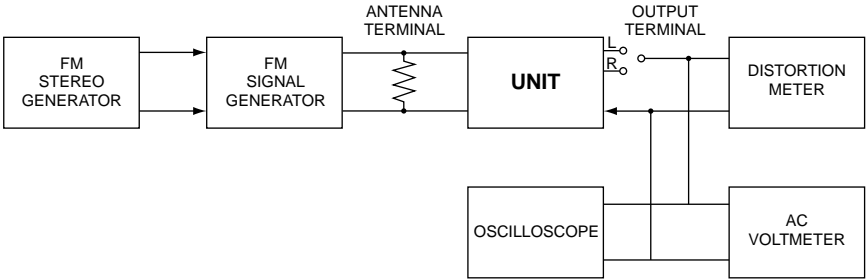 ANTENNA
TERMINAL
OUTPUT
TERMINAL
FM
STEREO
GENERATOR
FM
SIGNAL
GENERATOR
UNIT
L
R
DISTORTION
METER
OSCILLOSCOPE
AC
VOLTMETER